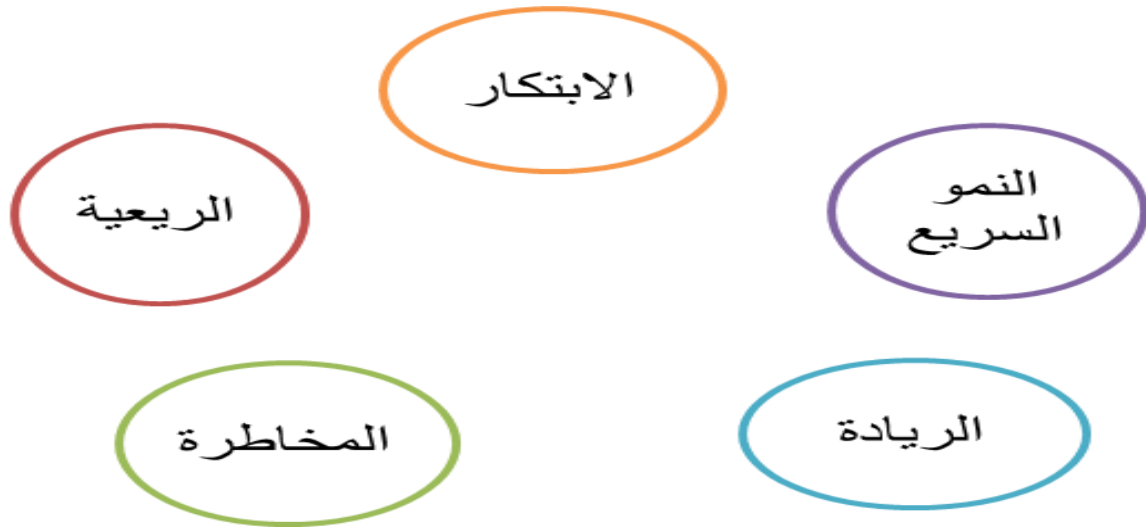 الابتكار
النمو
السريع
الريعية
الريادة
المخاطرة